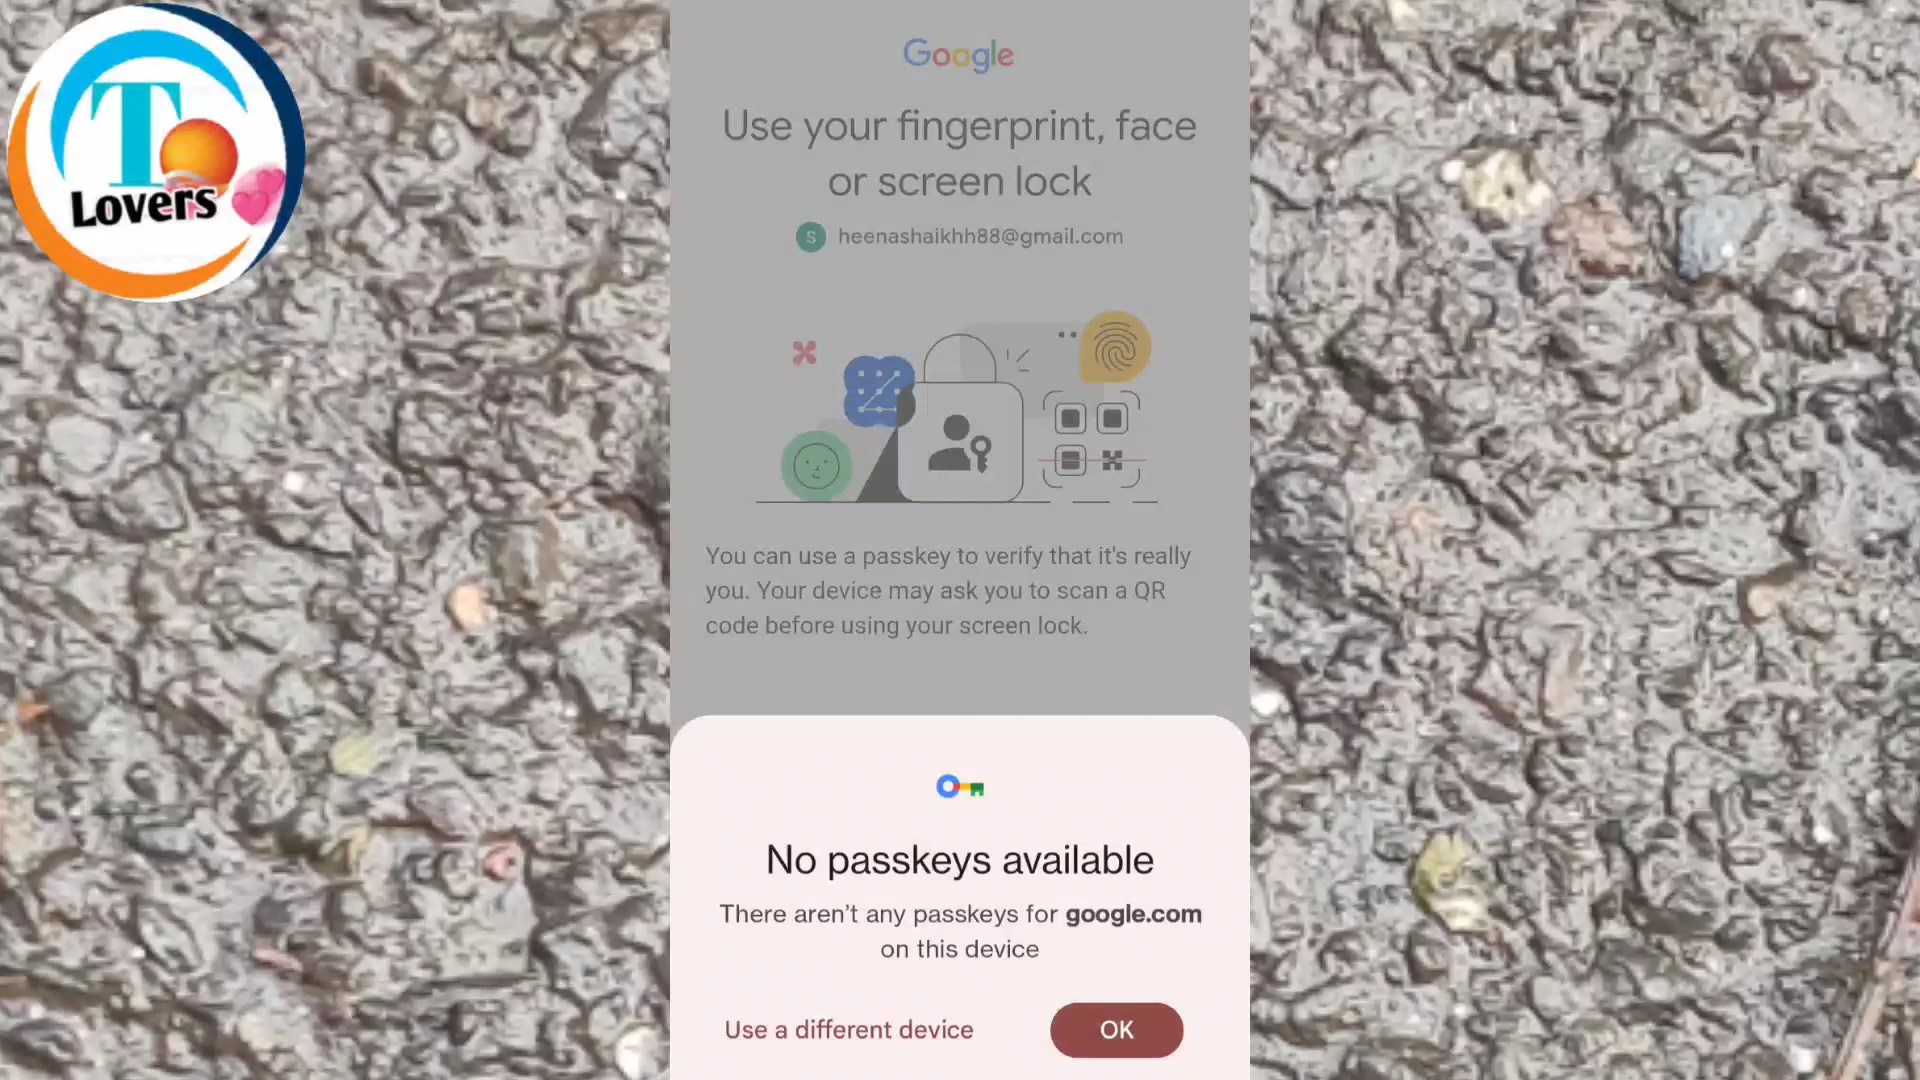 T
Lovers
Google
Use your fingerprint, face
or screen lock
S heenashaikhh88@gmail.com
You can use a passkey to verify that it's really
you. Your device may ask you to scan a QR
code before using your screen lock.
No passkeys available
There aren't any passkeys for google.com
on this device
Use a different device
OK